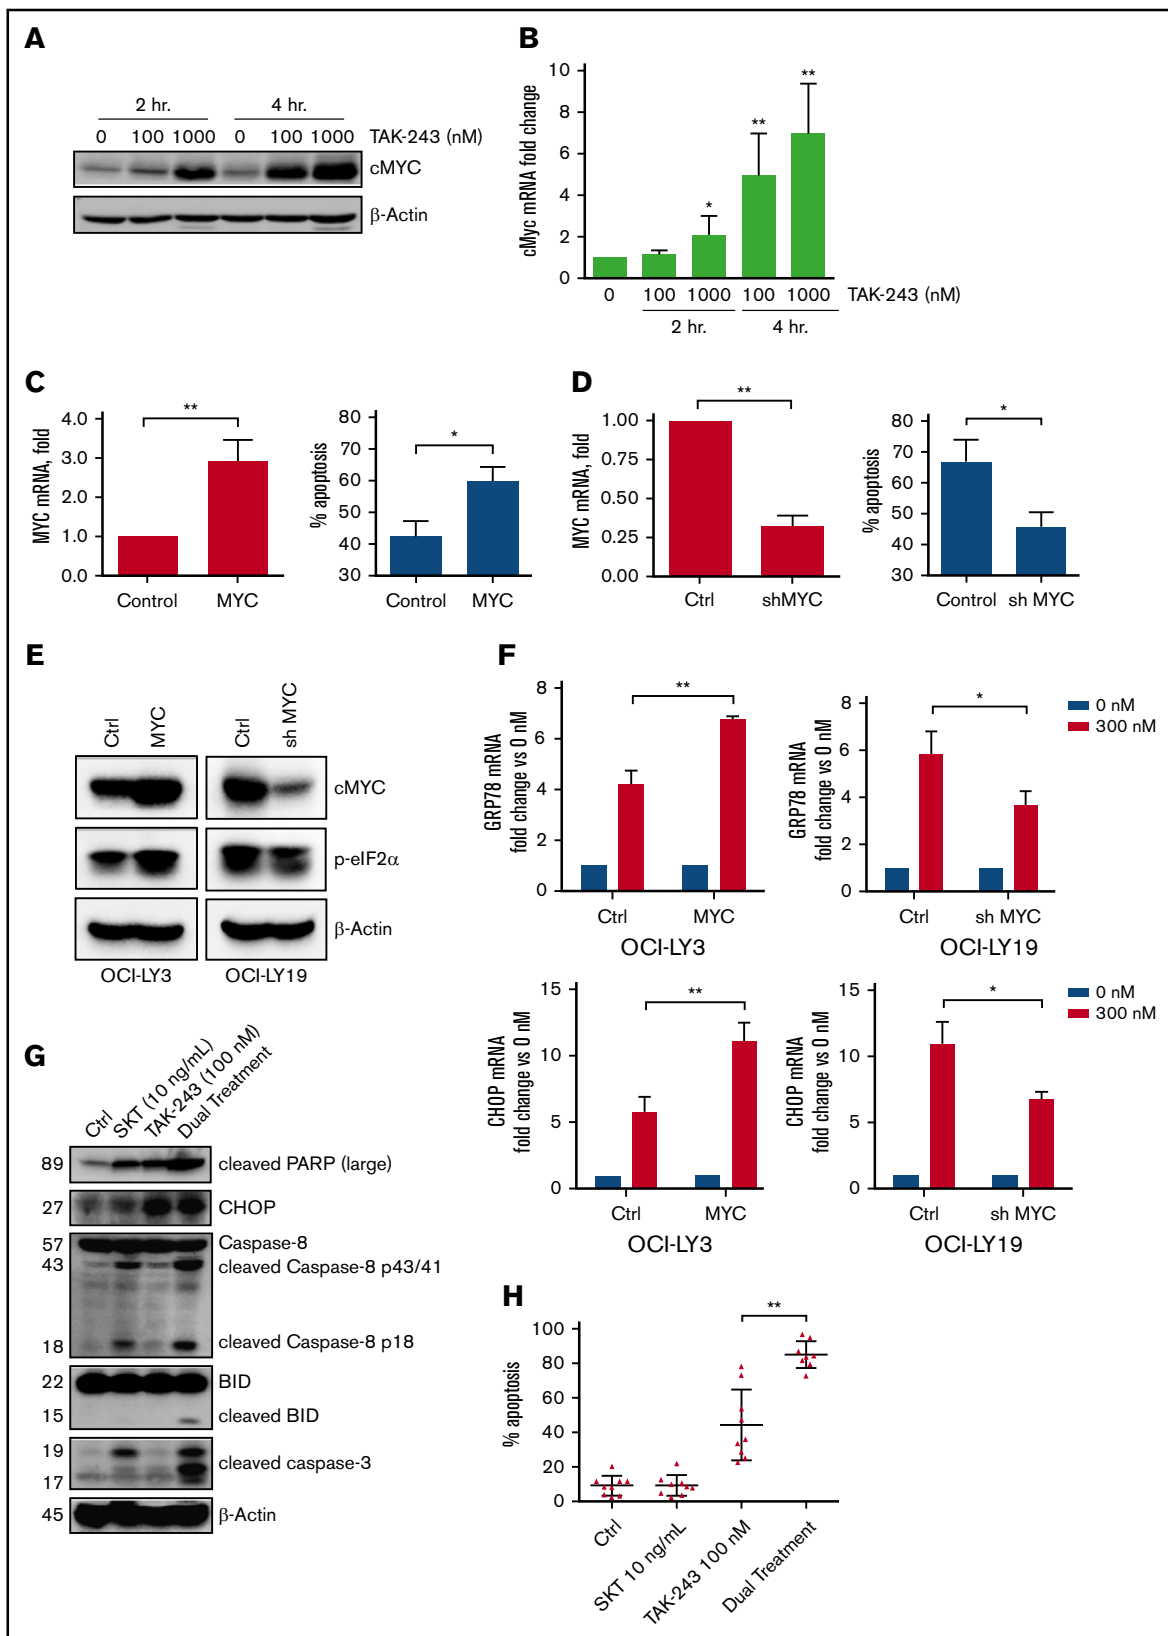 A
2 hr. 4 hr.
0 100 1000 0 100 1000 TAK-243 (nM)
cMYC
β-Actin
B
cMyc mRNA fold change
10
8
6
4
2
0
* ** **
0 100 1000 100 1000 TAK-243 (nM)
2 hr. 4 hr.
C
MYC mRNA, fold
4.0
3.0
2.0
1.0
0.0
**
Control MYC
% apoptosis
80
70
60
50
40
30
*
Control MYC
D
MYC mRNA, fold
1.00
0.75
0.50
0.25
0.00
**
Ctrl shMYC
% apoptosis
80
70
60
50
40
30
*
Control sh MYC
E
Ctrl MYC Ctrl sh MYC
cMYC
p-eIF2α
β-Actin
OCI-LY3 OCI-LY19
F
GRP78 mRNA
fold change vs 0 nM
8
6
4
2
0
**
Ctrl MYC
OCI-LY3
GRP78 mRNA
fold change vs 0 nM
8
6
4
2
0
*
Ctrl sh MYC
OCI-LY19
0 nM
300 nM
CHOP mRNA
fold change vs 0 nM
15
10
5
0
**
Ctrl MYC
OCI-LY3
CHOP mRNA
fold change vs 0 nM
15
10
5
0
*
Ctrl sh MYC
OCI-LY19
0 nM
300 nM
G
Ctrl
SKT (10 ng/mL)
TAK-243 (100 nM)
Dual Treatment
89 cleaved PARP (large)
27 CHOP
57 Caspase-8
43 cleaved Caspase-8 p43/41
18 cleaved Caspase-8 p18
22 BID
15 cleaved BID
19
cleaved caspase-3
17
45 β-Actin
H
% apoptosis
100
80
60
40
20
0
**
Ctrl
SKT 10 ng/mL
TAK-243 100 nM
Dual Treatment